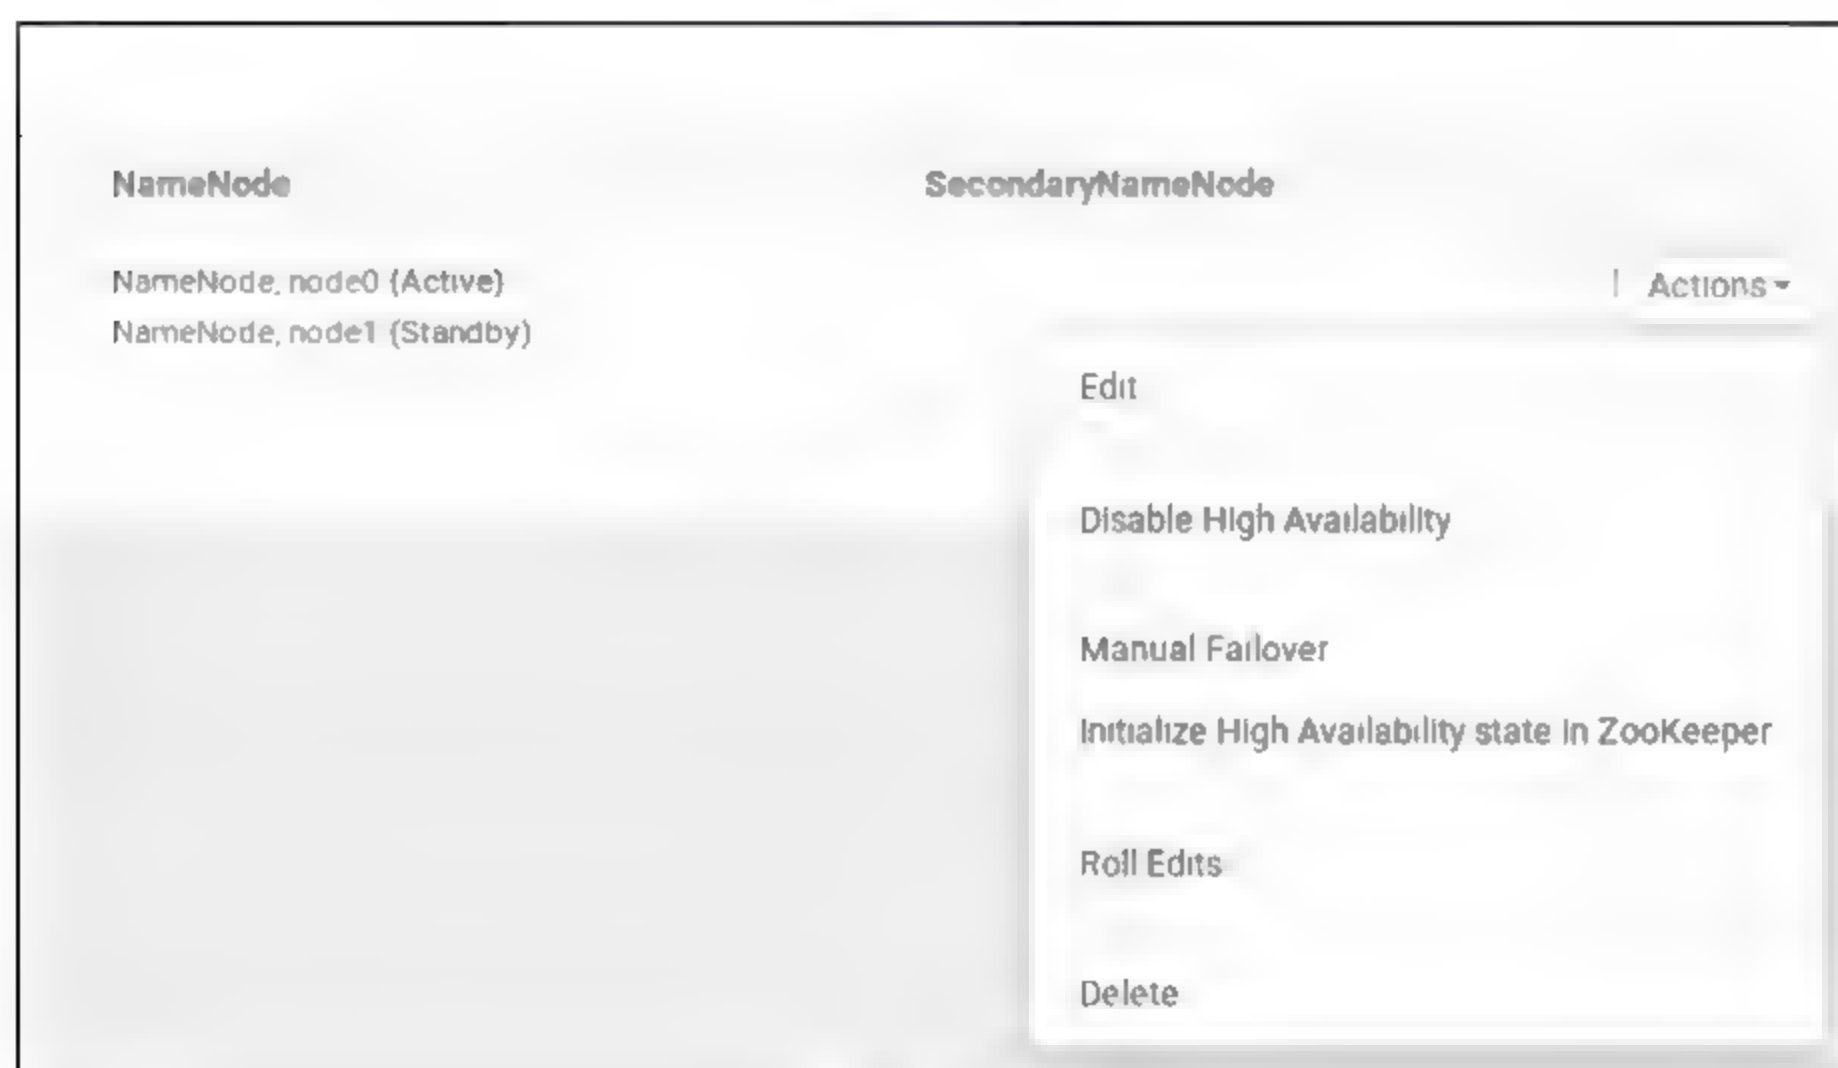 NameNode SecondaryNameNode
NameNode, node0 (Active) | Actions
NameNode, node1 (Standby)
Edit
Disable High Availability
Manual Failover
Initialize High Availability state in ZooKeeper
Roll Edits
Delete